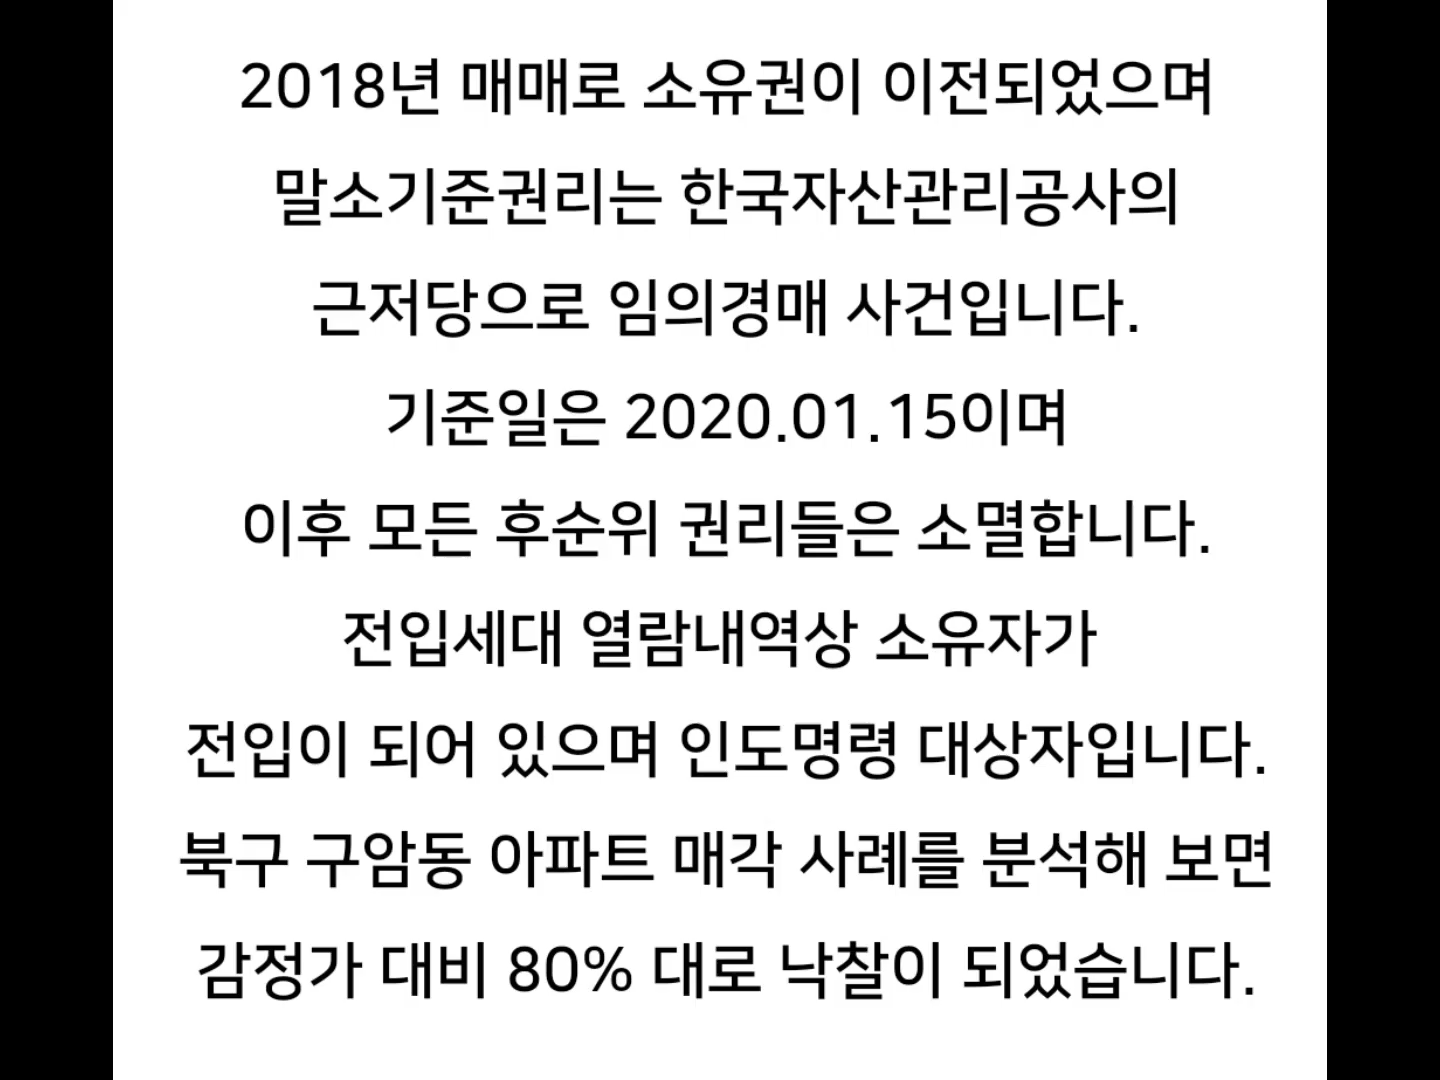 2018년 매매로 소유권이 이전되었으며
말소기준권리는 한국자산관리공사의
근저당으로 임의경매 사건입니다.
기준일은 2020.01.15이며
이후 모든 후순위 권리들은 소멸합니다.
전입세대 열람내역상 소유자가
전입이 되어 있으며 인도명령 대상자입니다.
북구 구암동 아파트 매각 사례를 분석해 보면
감정가 대비 80% 대로 낙찰이 되었습니다.